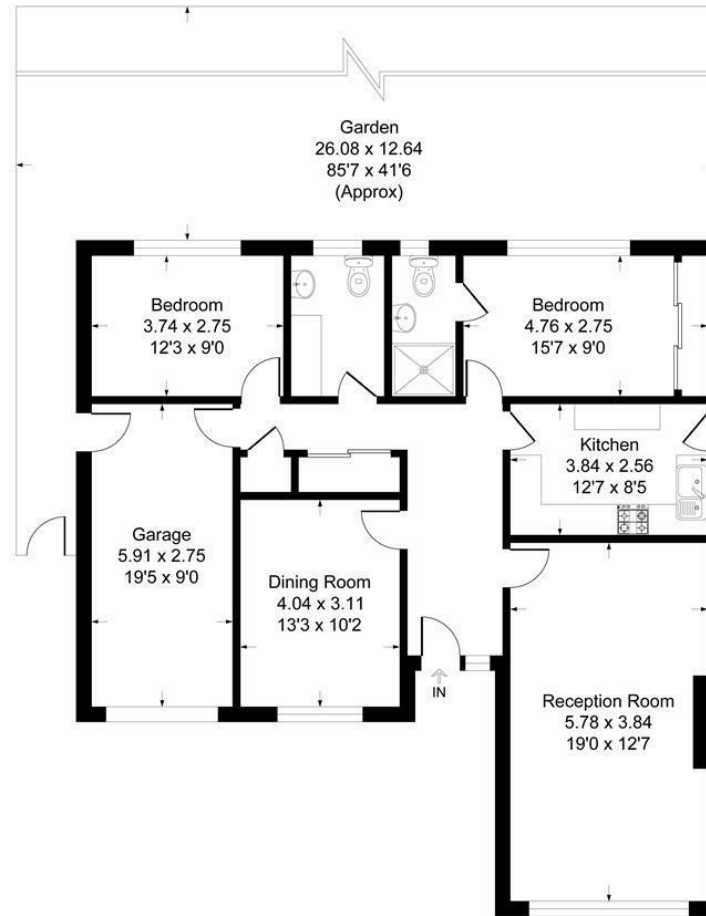 Garden
26.08 x 12.64
85'7 x 41'6
(Approx)
Bedroom
3.74 x 2.75
12'3 x 9'0
Bedroom
4.76 x 2.75
15'7 x 9'0
Kitchen
3.84 x 2.56
12'7 x 8'5
Garage
5.91 x 2.75
19'5 x 9'0
Dining Room
4.04 x 3.11
13'3 x 10'2
IN
Reception Room
5.78 x 3.84
19'0 x 12'7